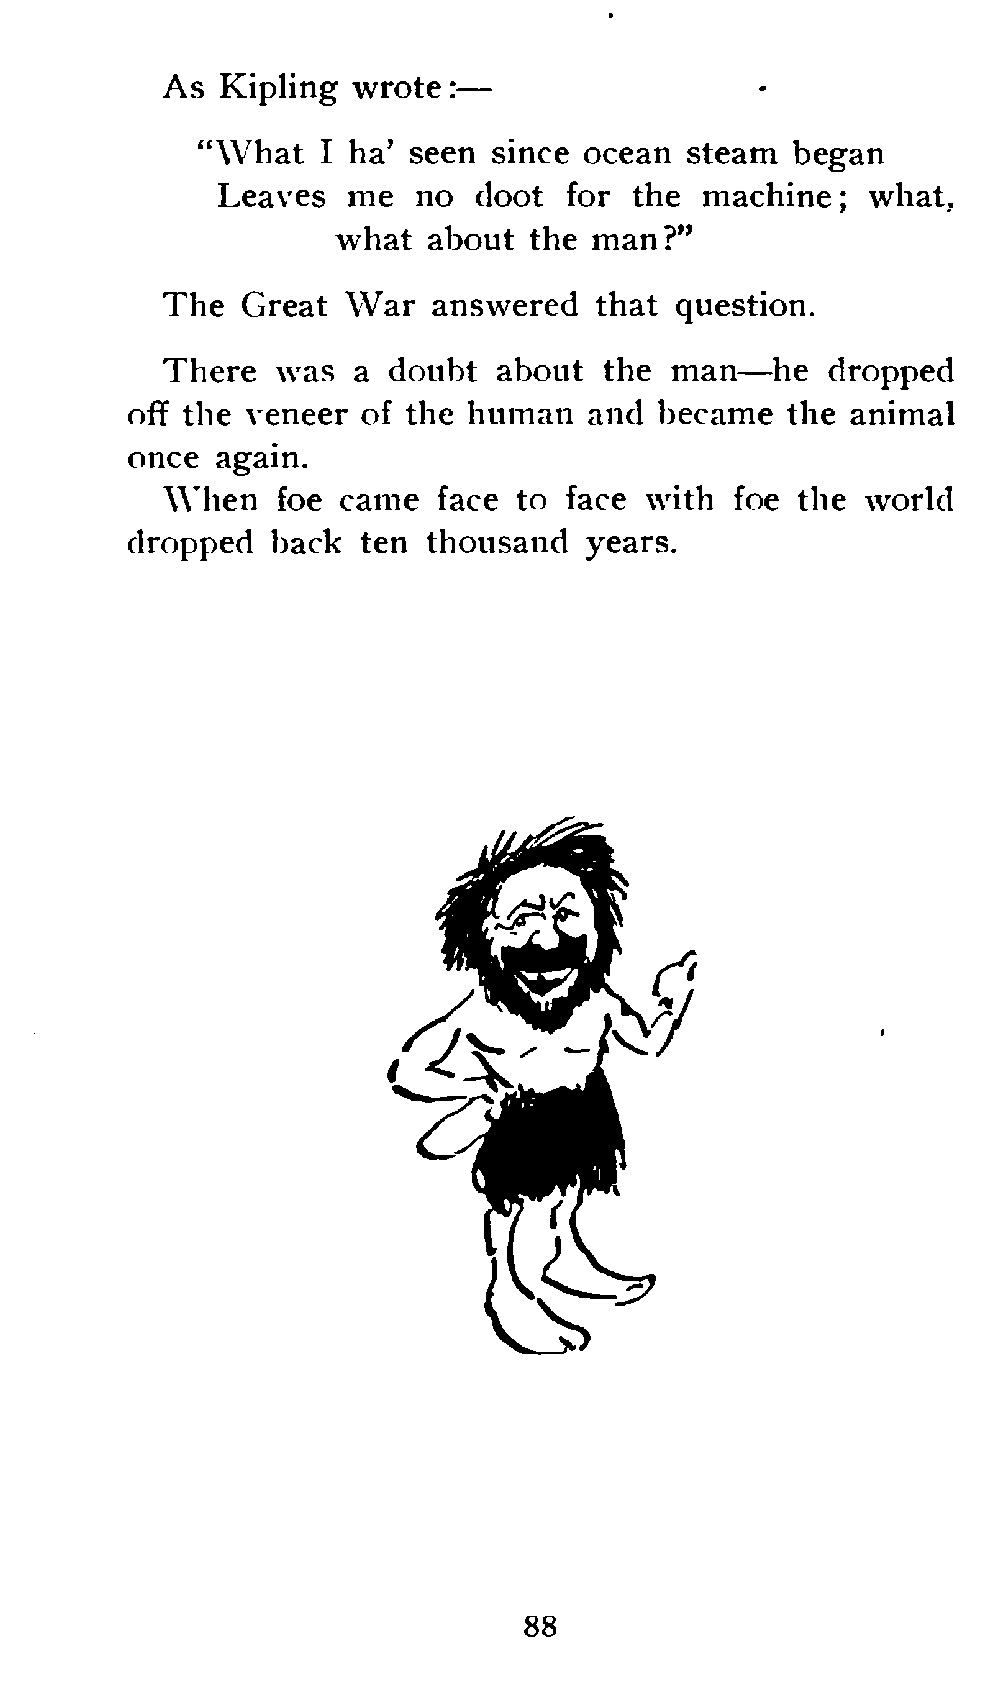 As Kipling wrote:—
“What I ha’ seen since ocean steam began
Leaves me no doot for the machine; what,
what about the man?”
The Great War answered that question.
There was a doubt about the man—he dropped
off the veneer of the human and became the animal
once again.
When foe came face to face with foe the world
dropped back ten thousand years.
88